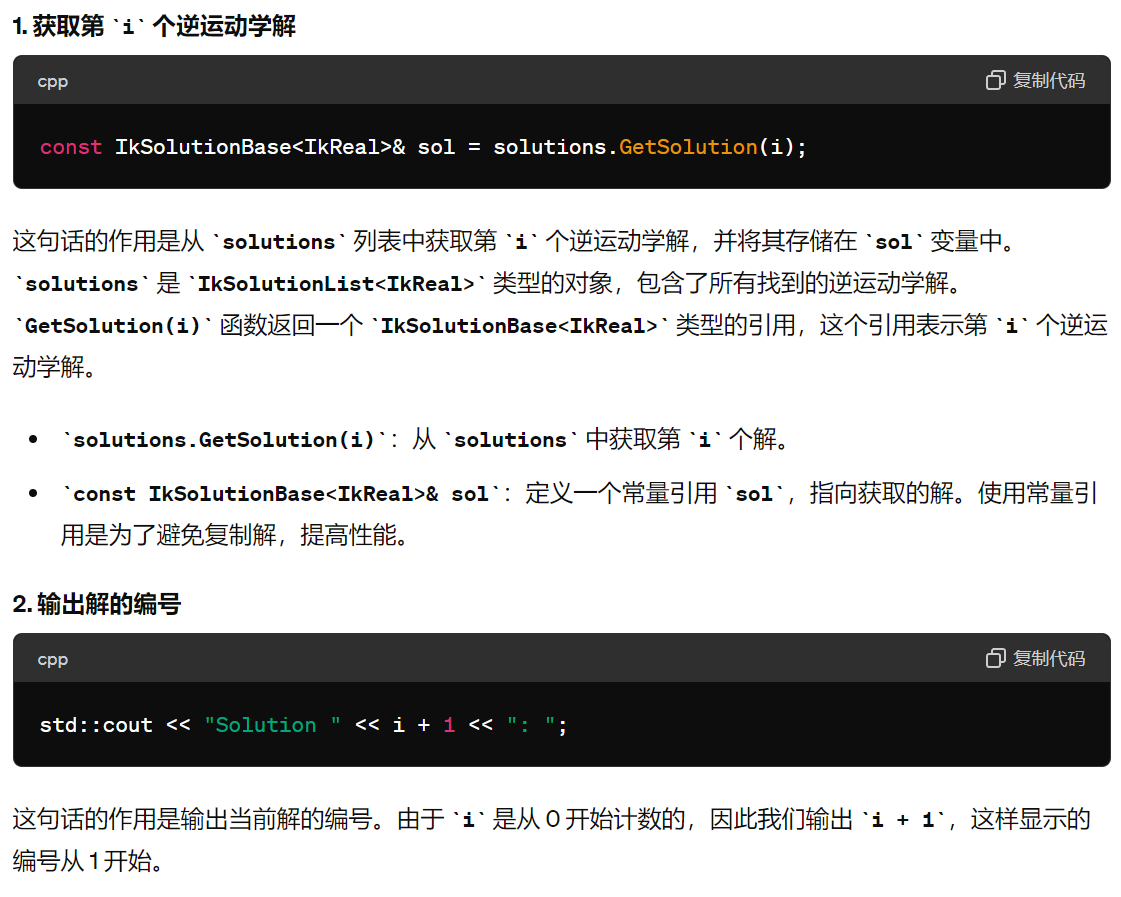 1. 获取第 `i` 个逆运动学解
cpp
复制代码
const IkSolutionBase<IkReal>& sol = solutions.GetSolution(i);
这句话的作用是从 `solutions` 列表中获取第 `i` 个逆运动学解，并将其存储在 `sol` 变量中。
`solutions` 是 `IkSolutionList<IkReal>` 类型的对象，包含了所有找到的逆运动学解。
`GetSolution(i)` 函数返回一个 `IkSolutionBase<IkReal>` 类型的引用，这个引用表示第 `i` 个逆运
动学解。
• `solutions.GetSolution(i)`：从 `solutions` 中获取第 `i` 个解。
• `const IkSolutionBase<IkReal>& sol`：定义一个常量引用 `sol`，指向获取的解。使用常量引
用是为了避免复制解，提高性能。
2. 输出解的编号
cpp
复制代码
std::cout << "Solution " << i + 1 << ": ";
这句话的作用是输出当前解的编号。由于 `i` 是从 0 开始计数的，因此我们输出 `i + 1`，这样显示的
编号从 1 开始。